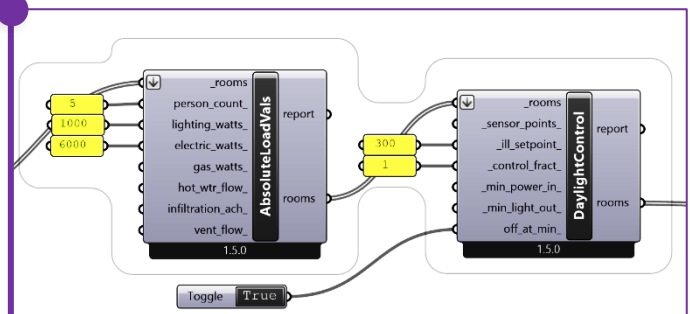 5
1000
6000
_rooms
person_count_
lighting_watts_
electric_watts_
gas_watts_
hot_wtr_flow_
infiltration_ach_
vent_flow_
AbsoluteLoadVals
report
rooms
1.5.0
300
1
_rooms
_sensor_points_
_ill_setpoint_
_control_fract_
_min_power_in_
_min_light_out_
off_at_min_
DaylightControl
report
rooms
1.5.0
Toggle True